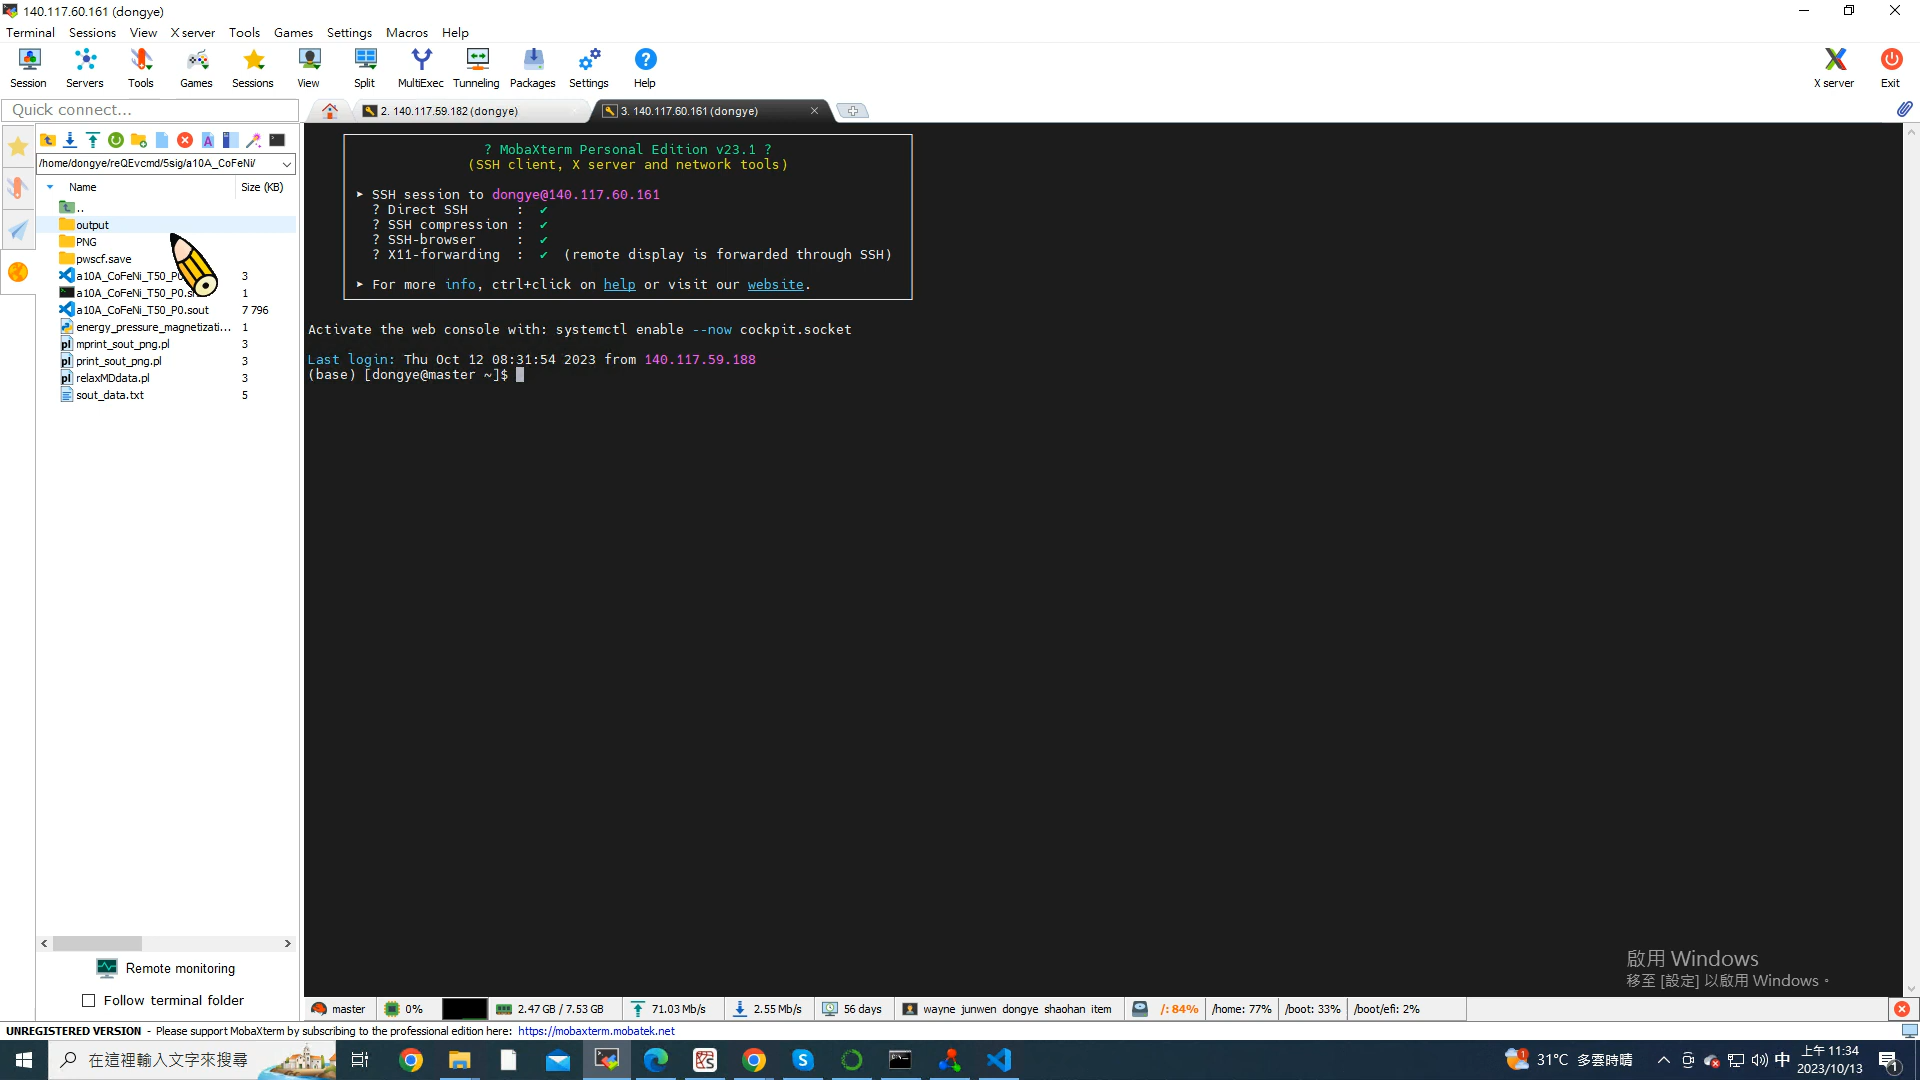 140.117.60.161 (dongye)
Terminal Sessions View X server Tools Games Settings Macros Help
Session Servers Tools Games Sessions View Split MultiExec Tunneling Packages Settings Help X server Exit
Quick connect...
2. 140.117.59.182 (dongye)
3. 140.117.60.161 (dongye)
/home/dongye/reQEvcmd/5sig/a10A_CoFeNi/
Name Size (KB)
..
output
PNG
pwscf.save
a10A_CoFeNi_T50_P0 3
a10A_CoFeNi_T50_P0.sh 1
a10A_CoFeNi_T50_P0.sout 7 796
energy_pressure_magnetizati... 1
mprint_sout_png.pl 3
print_sout_png.pl 3
relaxMDdata.pl 3
sout_data.txt 5
Remote monitoring
Follow terminal folder
? MobaXterm Personal Edition v23.1 ?
(SSH client, X server and network tools)
➤ SSH session to dongye@140.117.60.161
? Direct SSH : ✔
? SSH compression : ✔
? SSH-browser : ✔
? X11-forwarding : ✔ (remote display is forwarded through SSH)
➤ For more info, ctrl+click on help or visit our website.
Activate the web console with: systemctl enable --now cockpit.socket
Last login: Thu Oct 12 08:31:54 2023 from 140.117.59.188
(base) [dongye@master ~]$
啟用 Windows
移至 [設定] 以啟用 Windows。
master 0% 2.47 GB / 7.53 GB 71.03 Mb/s 2.55 Mb/s 56 days wayne junwen dongye shaohan item /: 84% /home: 77% /boot: 33% /boot/efi: 2%
UNREGISTERED VERSION - Please support MobaXterm by subscribing to the professional edition here: https://mobaxterm.mobatek.net
在這裡輸入文字來搜尋
31°C 多雲時晴
中
上午 11:34
2023/10/13
1